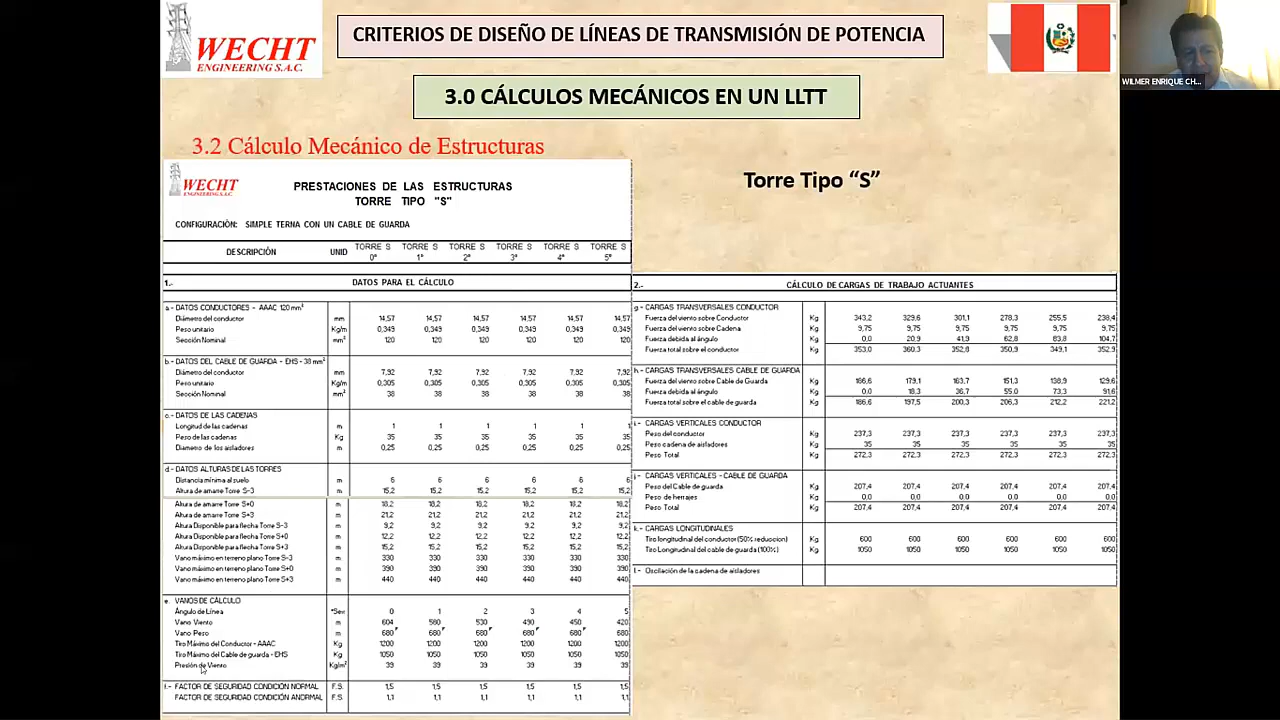 WECHT
ENGINEERING S.A.C.
CRITERIOS DE DISEÑO DE LÍNEAS DE TRANSMISIÓN DE POTENCIA
WILMER ENRIQUE CH...
3.0 CÁLCULOS MECÁNICOS EN UN LLTT
3.2 Cálculo Mecánico de Estructuras
Torre Tipo “S”
WECHT
ENGINEERING S.A.C.
PRESTACIONES DE LAS ESTRUCTURAS
TORRE TIPO "S"
CONFIGURACIÓN: SIMPLE TERNA CON UN CABLE DE GUARDA
DESCRIPCIÓN UNID TORRE S 0° TORRE S 1° TORRE S 2° TORRE S 3° TORRE S 4° TORRE S 5°
1.- DATOS PARA EL CÁLCULO
a.- DATOS CONDUCTORES - AAAC 120 mm²
Diámetro del conductor mm 14,57 14,57 14,57 14,57 14,57 14,57
Peso unitario Kg/m 0,349 0,349 0,349 0,349 0,349 0,349
Sección Nominal mm² 120 120 120 120 120 120
b.- DATOS DEL CABLE DE GUARDA - EHS - 38 mm²
Diámetro del conductor mm 7,92 7,92 7,92 7,92 7,92 7,92
Peso unitario Kg/m 0,305 0,305 0,305 0,305 0,305 0,305
Sección Nominal mm² 38 38 38 38 38 38
c.- DATOS DE LAS CADENAS
Longitud de las cadenas m 1 1 1 1 1 1
Peso de las cadenas Kg 35 35 35 35 35 35
Diametro de los aisladores m 0,25 0,25 0,25 0,25 0,25 0,25
d.- DATOS ALTURAS DE LAS TORRES
Distancia mínima al suelo m 6 6 6 6 6 6
Altura de amarre Torre S-3 m 15,2 15,2 15,2 15,2 15,2 15,2
Altura de amarre Torre S+0 m 18,2 18,2 18,2 18,2 18,2 18,2
Altura de amarre Torre S+3 m 21,2 21,2 21,2 21,2 21,2 21,2
Altura Disponible para flecha Torre S-3 m 9,2 9,2 9,2 9,2 9,2 9,2
Altura Disponible para flecha Torre S+0 m 12,2 12,2 12,2 12,2 12,2 12,2
Altura Disponible para flecha Torre S+3 m 15,2 15,2 15,2 15,2 15,2 15,2
Vano máximo en terreno plano Torre S-3 m 330 330 330 330 330 330
Vano máximo en terreno plano Torre S+0 m 390 390 390 390 390 390
Vano máximo en terreno plano Torre S+3 m 440 440 440 440 440 440
e. VANOS DE CÁLCULO
Ángulo de Línea °Sex 0 1 2 3 4 5
Vano Viento m 604 580 530 490 450 420
Vano Peso m 680 680 680 680 680 680
Tiro Máximo del Conductor - AAAC Kg 1200 1200 1200 1200 1200 1200
Tiro Máximo del Cable de guarda - EHS Kg 1050 1050 1050 1050 1050 1050
Presión de Viento Kg/m² 39 39 39 39 39 39
f.- FACTOR DE SEGURIDAD CONDICIÓN NORMAL F.S. 1,5 1,5 1,5 1,5 1,5 1,5
FACTOR DE SEGURIDAD CONDICIÓN ANORMAL F.S. 1,1 1,1 1,1 1,1 1,1 1,1
2.- CÁLCULO DE CARGAS DE TRABAJO ACTUANTES
g.- CARGAS TRANSVERSALES CONDUCTOR
Fuerza del viento sobre Conductor Kg 343,2 329,6 301,1 278,3 255,5 238,4
Fuerza del viento sobre Cadena Kg 9,75 9,75 9,75 9,75 9,75 9,75
Fuerza debida al ángulo Kg 0,0 20,9 41,9 62,8 83,8 104,7
Fuerza total sobre el conductor Kg 353,0 360,3 352,8 350,9 349,1 352,9
h.- CARGAS TRANSVERSALES CABLE DE GUARDA
Fuerza del viento sobre Cable de Guarda Kg 186,6 179,1 163,7 151,3 138,9 129,6
Fuerza debida al ángulo Kg 0,0 18,3 36,7 55,0 73,3 91,6
Fuerza total sobre el cable de guarda Kg 186,6 197,5 200,3 206,3 212,2 221,2
i.- CARGAS VERTICALES CONDUCTOR
Peso del conductor Kg 237,3 237,3 237,3 237,3 237,3 237,3
Peso cadena de aisladores Kg 35 35 35 35 35 35
Peso Total Kg 272,3 272,3 272,3 272,3 272,3 272,3
j.- CARGAS VERTICALES - CABLE DE GUARDA
Peso del Cable de guarda Kg 207,4 207,4 207,4 207,4 207,4 207,4
Peso de herrajes Kg 0,0 0,0 0,0 0,0 0,0 0,0
Peso Total Kg 207,4 207,4 207,4 207,4 207,4 207,4
k.- CARGAS LONGITUDINALES
Tiro longitudinal del conductor (50% reduccion) Kg 600 600 600 600 600 600
Tiro Longitudinal del cable de guarda (100%) Kg 1050 1050 1050 1050 1050 1050
l.- Oscilación de la cadena de aisladores